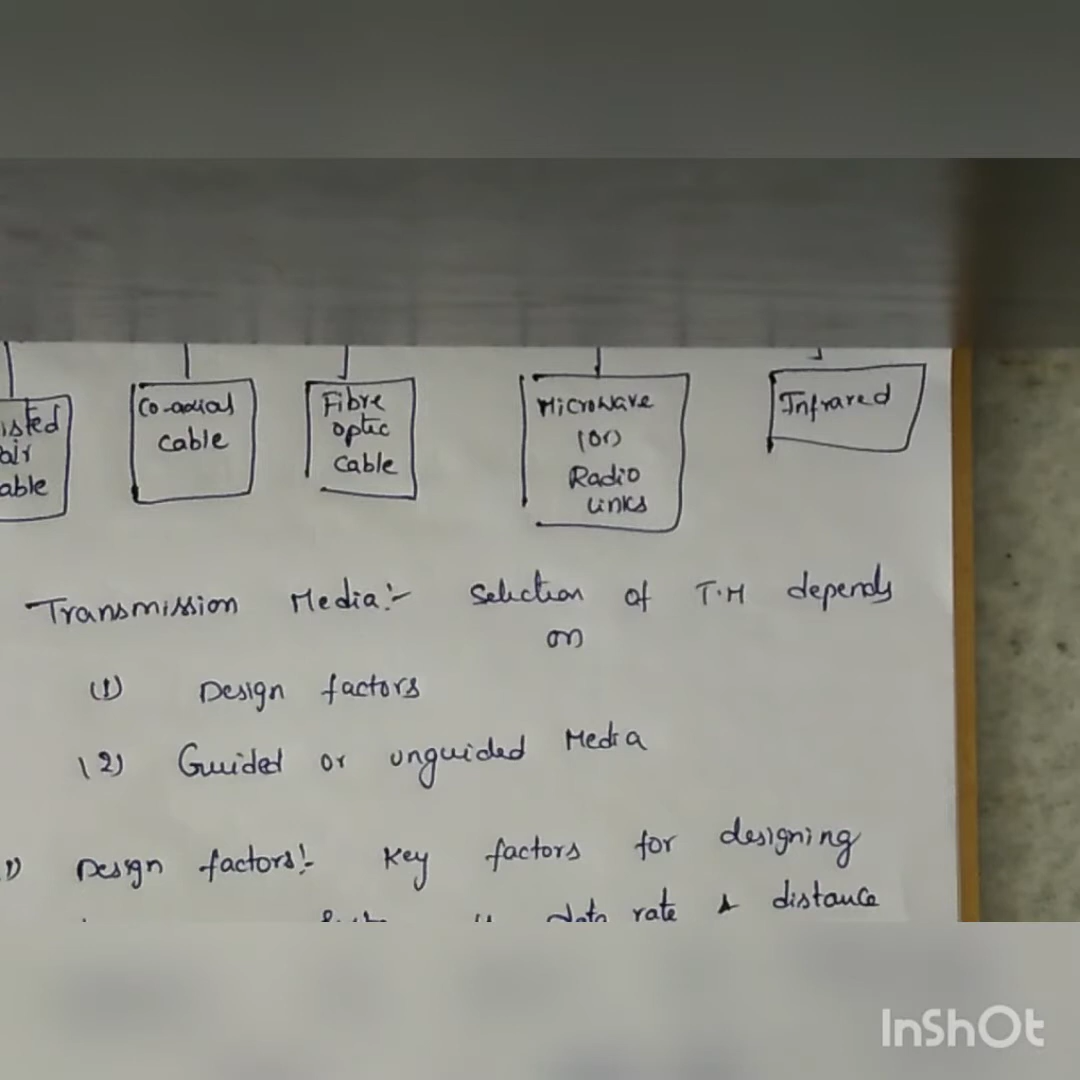 isted
air
able
Co-axial
cable
Fibre
optic
cable
Microwave
(or)
Radio
Links
Infrared
Transmission Media:- Selection of T.M depends
on
(1) Design factors
(2) Guided or unguided Media
1) Design factors:- Key factors for designing
data rate & distance
InShOt